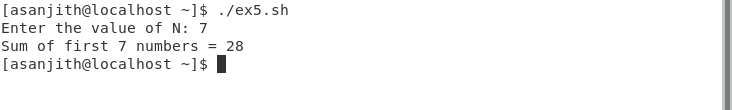 [asanjith@localhost ~]$ ./ex5.sh
Enter the value of N: 7
Sum of first 7 numbers = 28
[asanjith@localhost ~]$